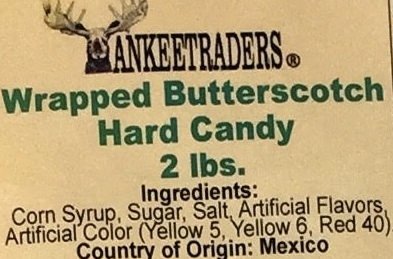 YANKEETRADERS®
Wrapped Butterscotch
Hard Candy
2 lbs.
Ingredients:
Corn Syrup, Sugar, Salt, Artificial Flavors,
Artificial Color (Yellow 5, Yellow 6, Red 40)
Country of Origin: Mexico